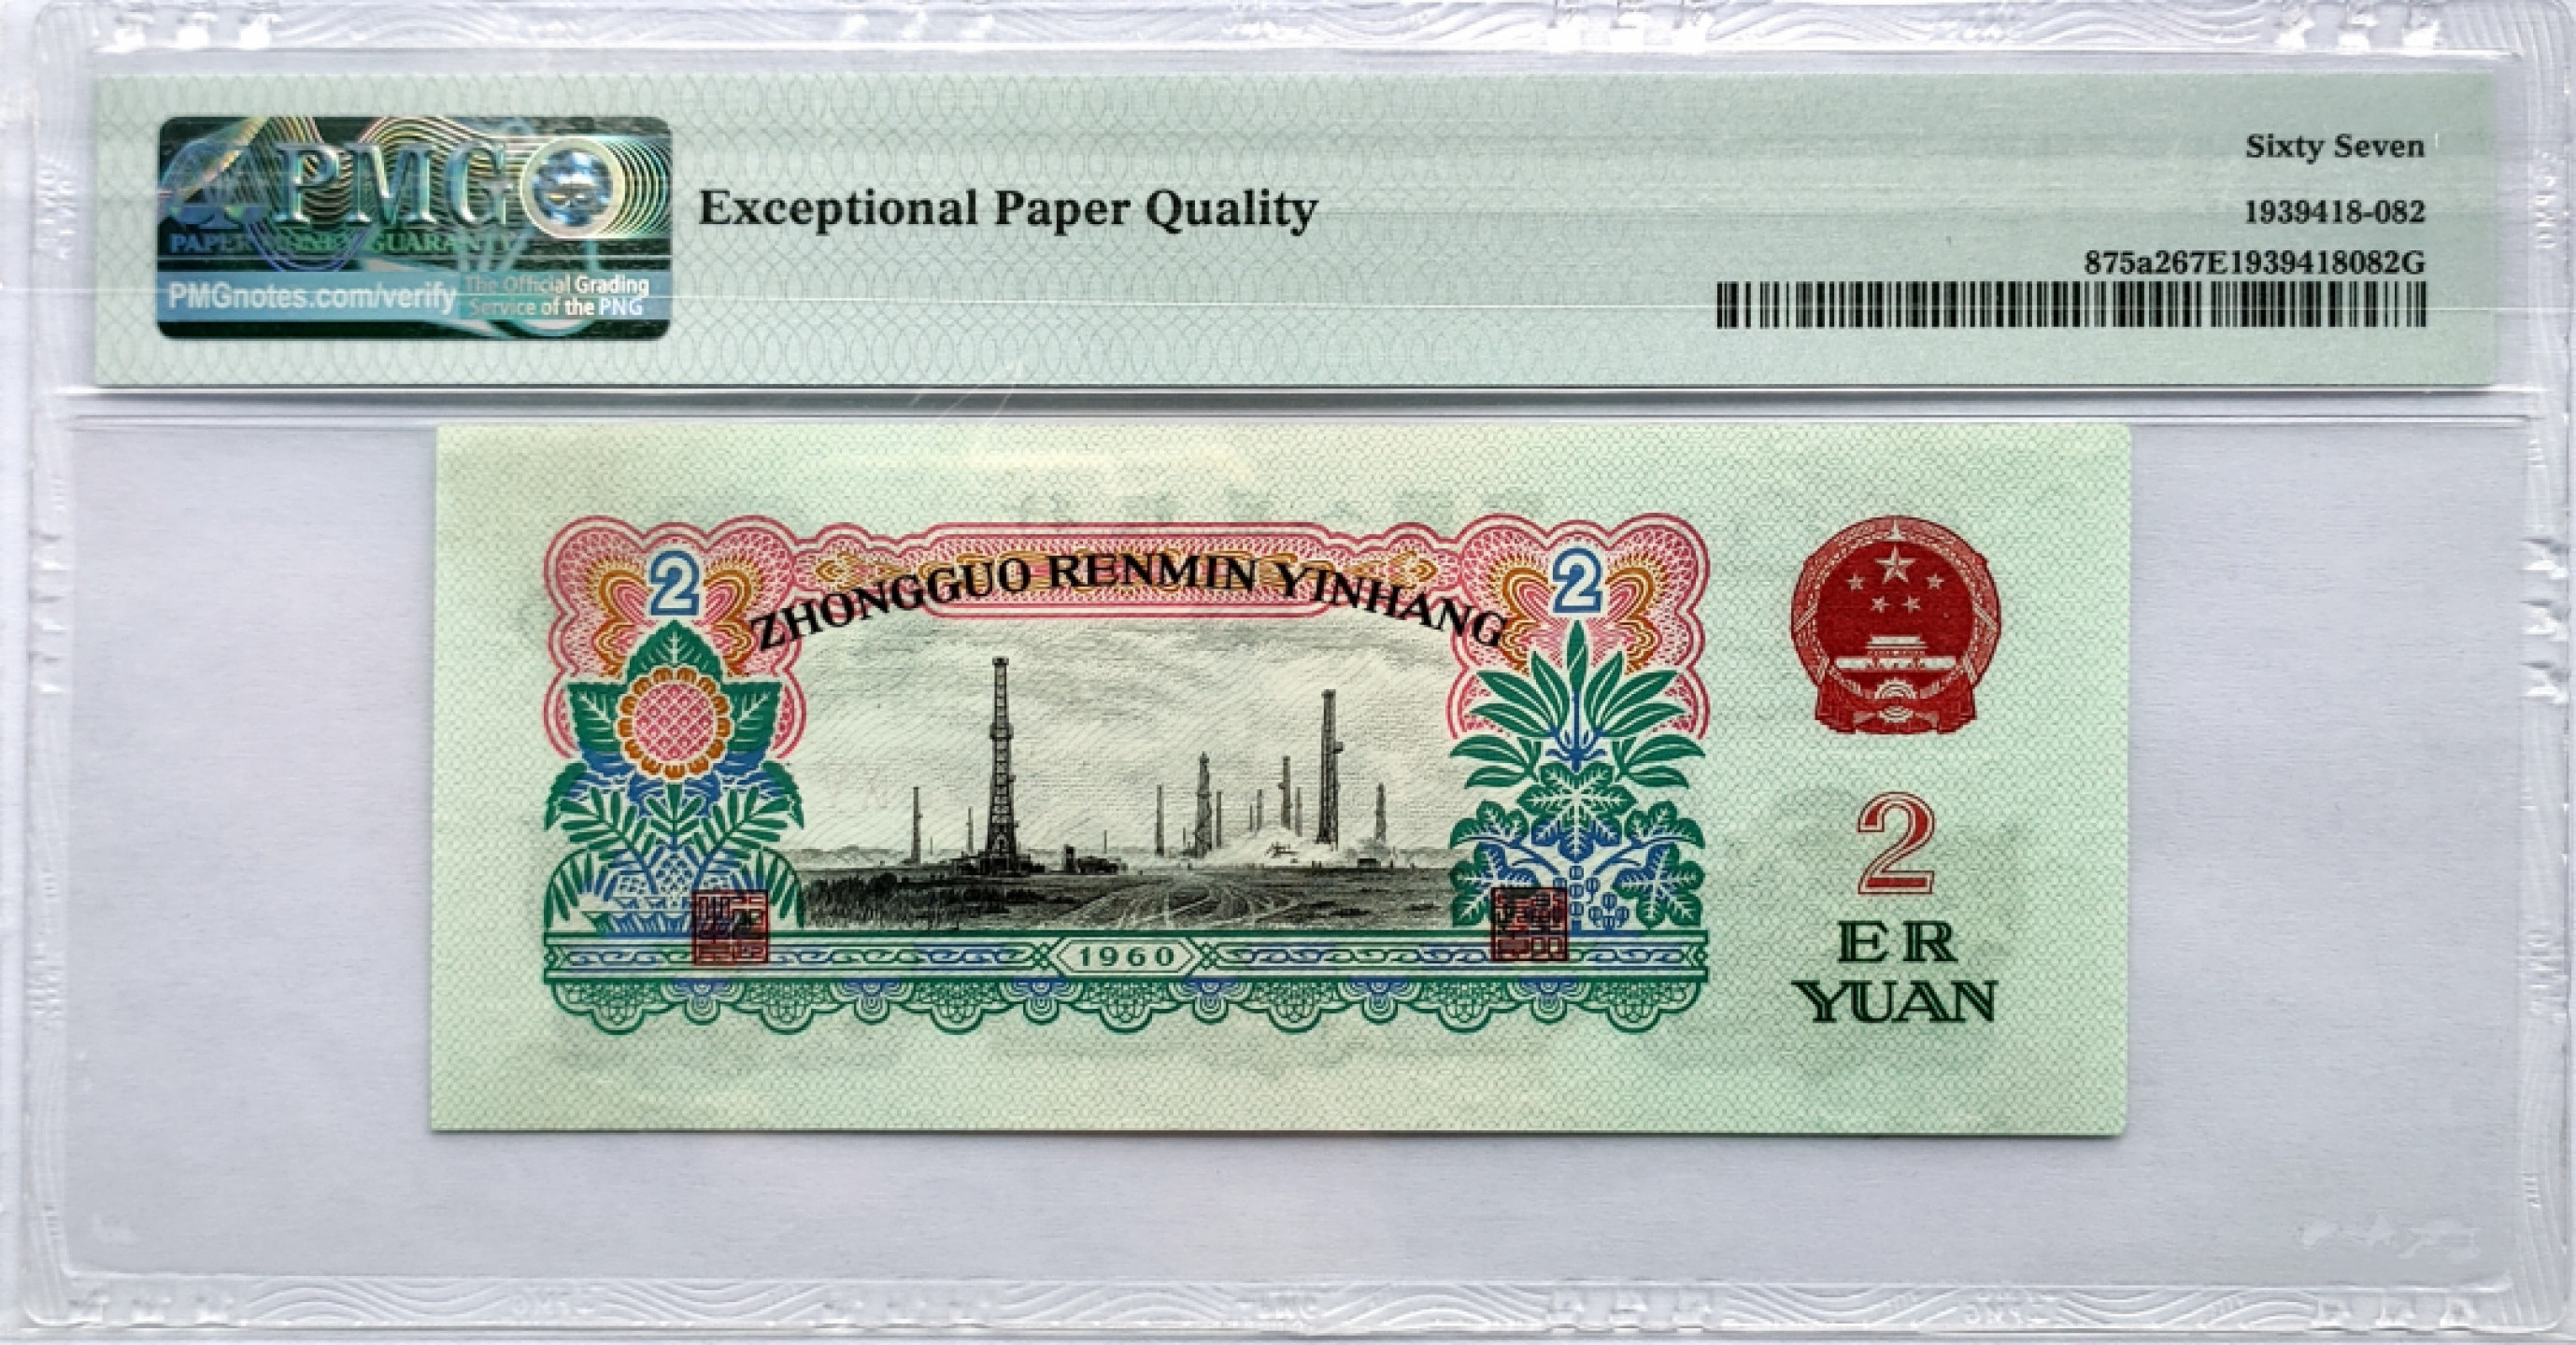 PMG
PAPER MONEY GUARANTY
PMGnotes.com/verify
The Official Grading
Service of the PNG
Exceptional Paper Quality
Sixty Seven
1939418-082
875a267E1939418082G
2
2
ZHONGGUO RENMIN YINHANG
1960
2
ER
YUAN